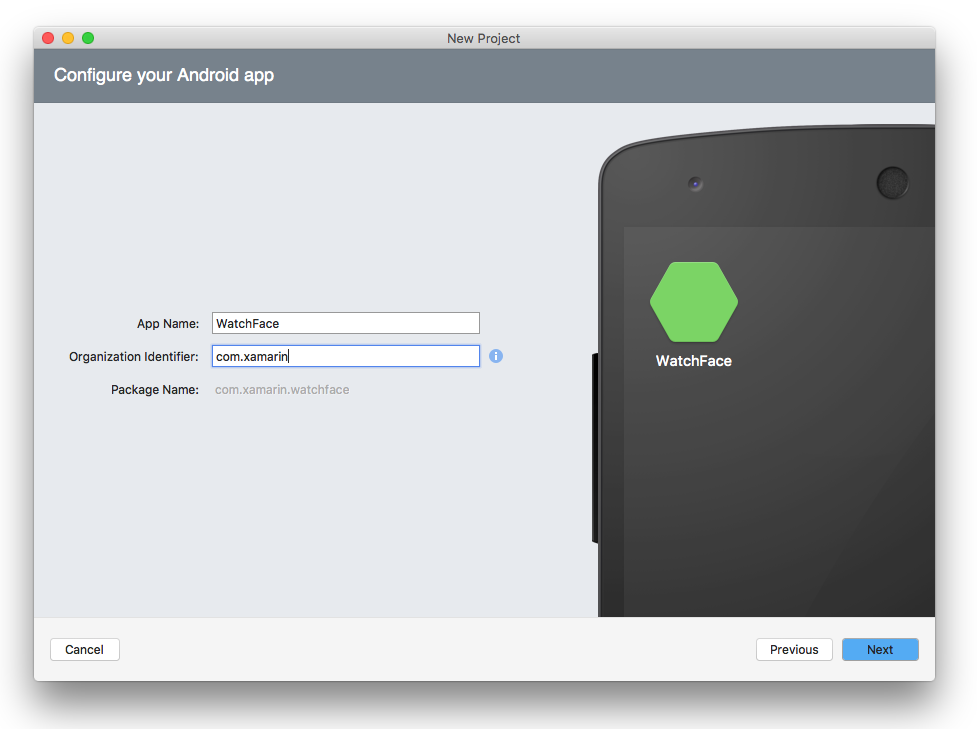 New Project
Configure your Android app
App Name: WatchFace
Organization Identifier: com.xamarin
Package Name: com.xamarin.watchface
WatchFace
Cancel Previous Next